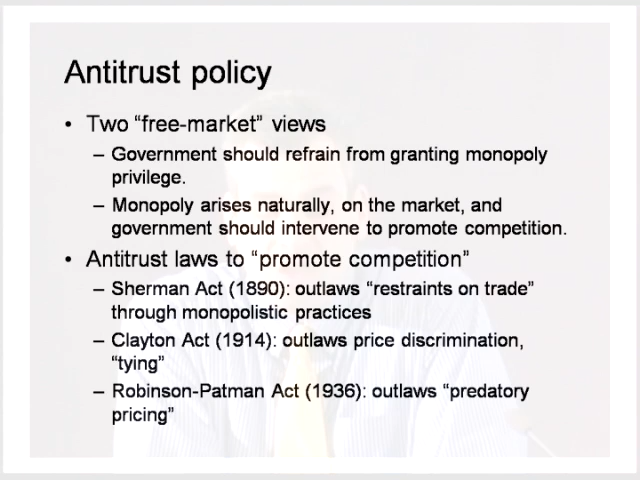 Antitrust policy
• Two “free-market” views
– Government should refrain from granting monopoly
privilege.
– Monopoly arises naturally, on the market, and
government should intervene to promote competition.
• Antitrust laws to “promote competition”
– Sherman Act (1890): outlaws “restraints on trade”
through monopolistic practices
– Clayton Act (1914): outlaws price discrimination,
“tying”
– Robinson-Patman Act (1936): outlaws “predatory
pricing”